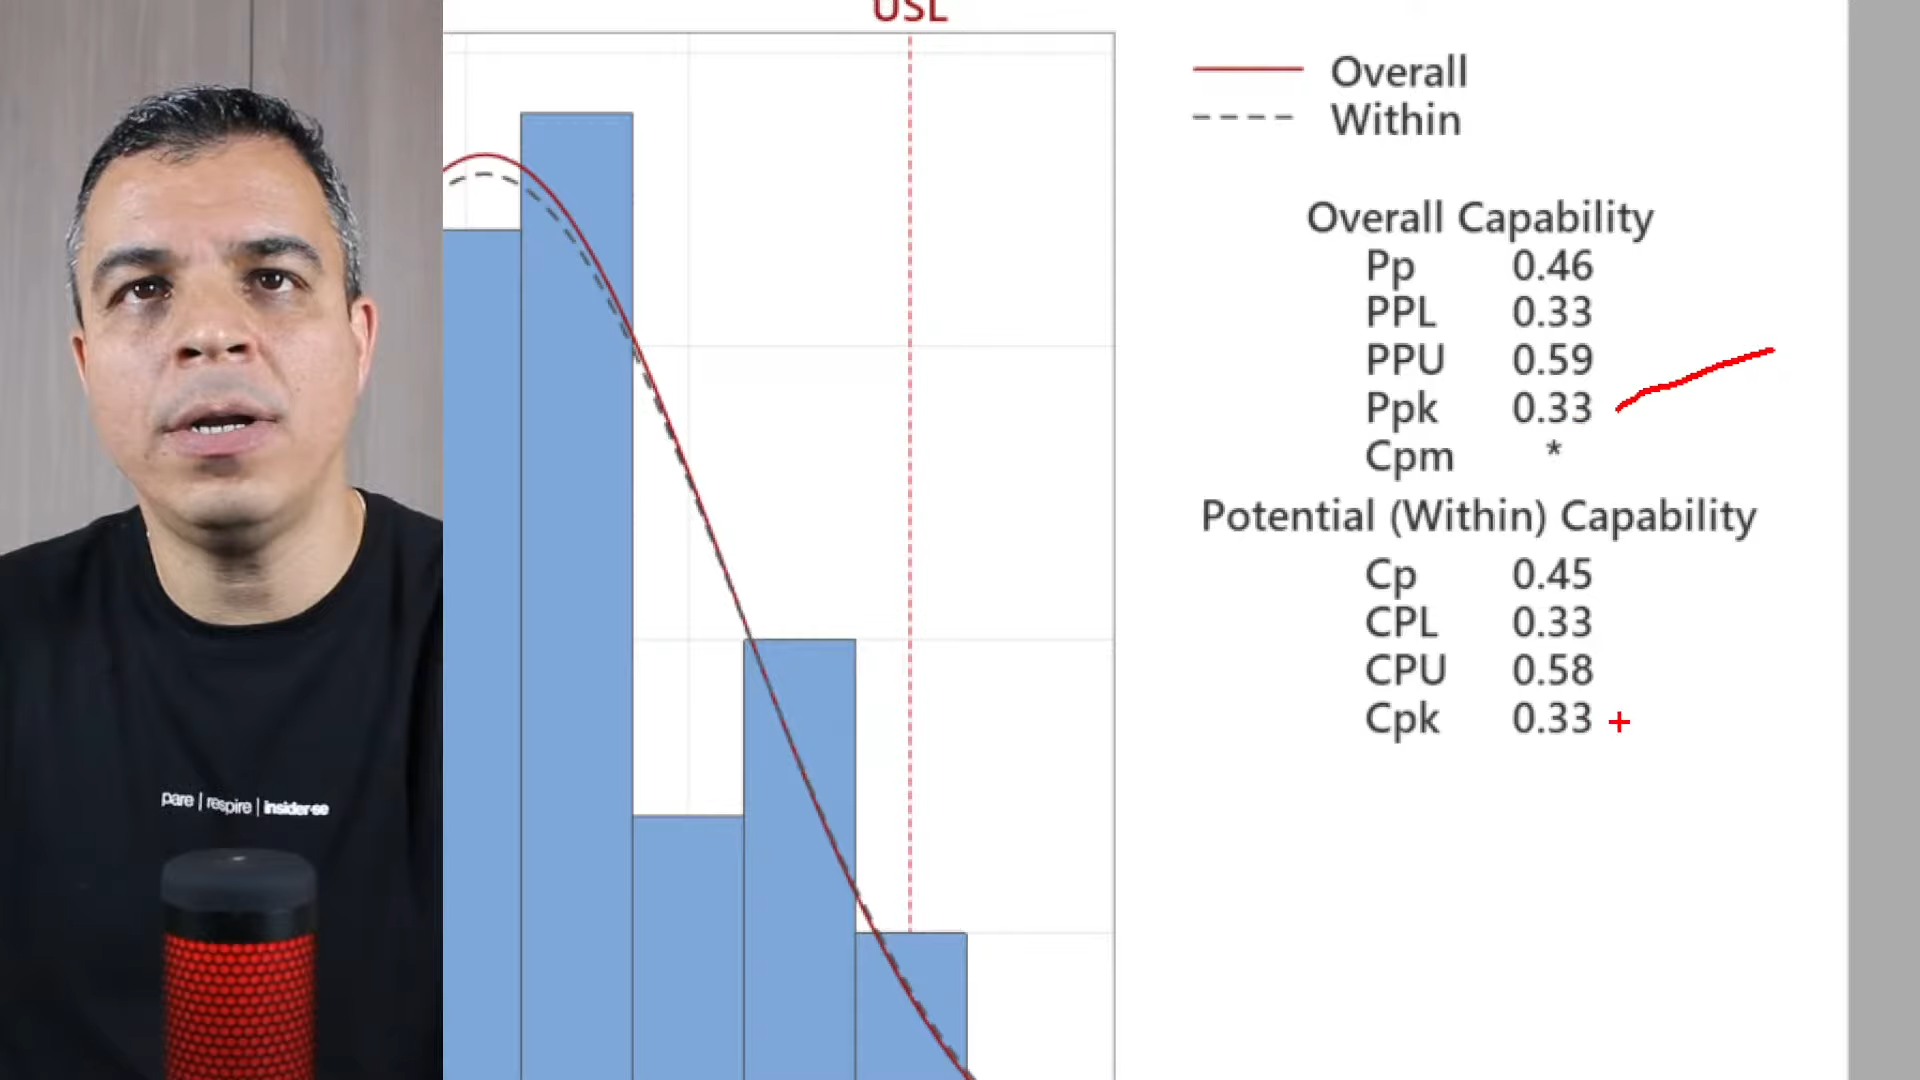 USL
Overall
Within
Overall Capability
Pp 0.46
PPL 0.33
PPU 0.59
Ppk 0.33
Cpm *
Potential (Within) Capability
Cp 0.45
CPL 0.33
CPU 0.58
Cpk 0.33
pare | respire | insider-se